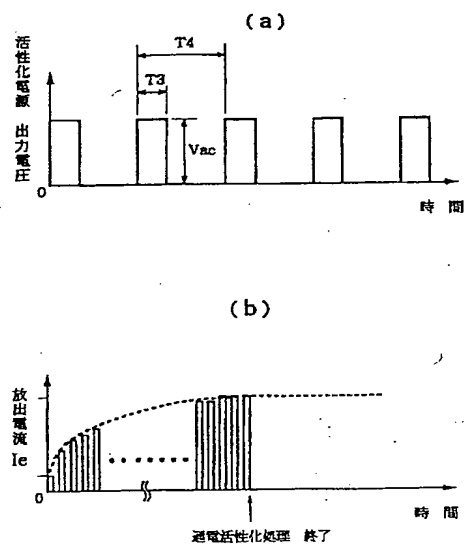 (a)
活性化電源 出力電圧
T4
T3
Vac
0
時 間
(b)
放出電流
Ie
0
時 間
通電活性化処理 終了